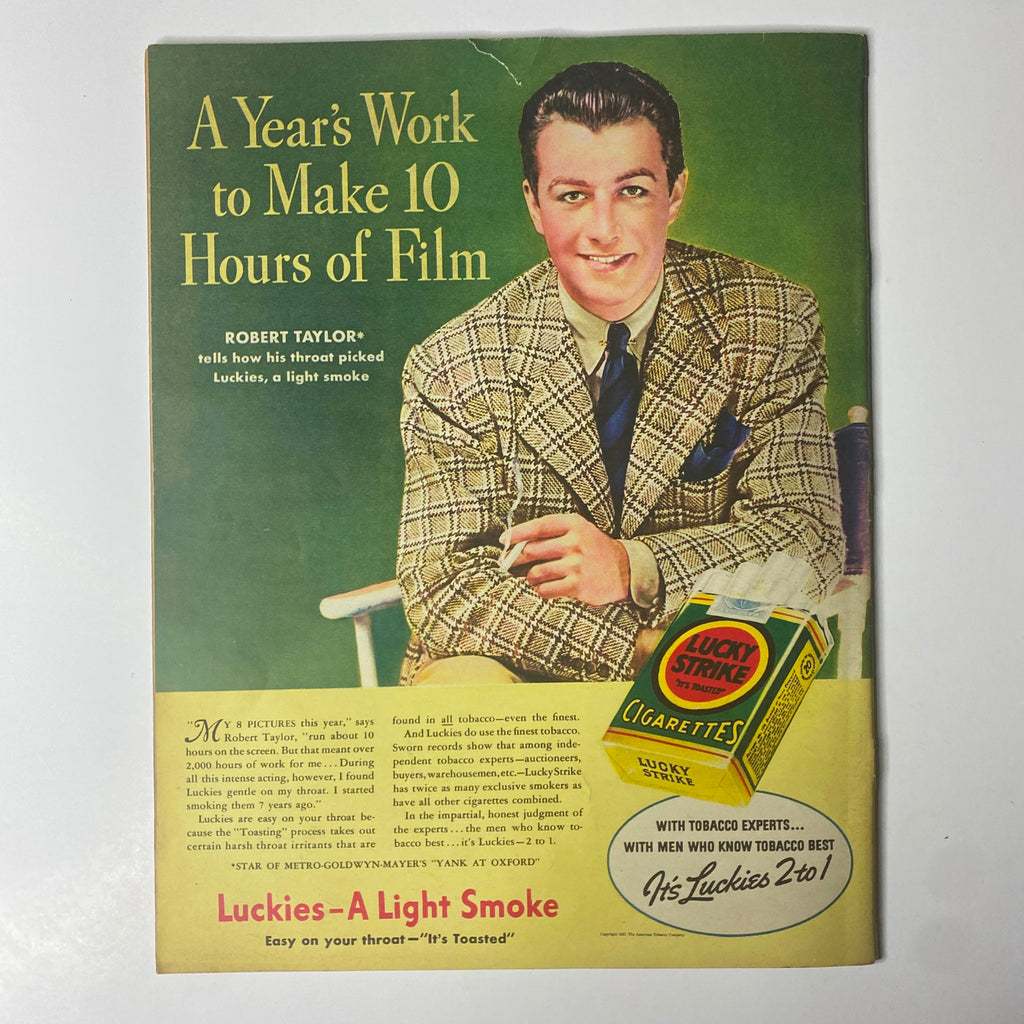 A Year's Work
to Make 10
Hours of Film
ROBERT TAYLOR*
tells how his throat picked
Luckies, a light smoke
LUCKY
STRIKE
"IT'S TOASTED"
CIGARETTES
LUCKY
STRIKE
20
"MY 8 PICTURES this year," says
Robert Taylor, "run about 10
hours on the screen. But that meant over
2,000 hours of work for me... During
all this intense acting, however, I found
Luckies gentle on my throat. I started
smoking them 7 years ago."
Luckies are easy on your throat be-
cause the "Toasting" process takes out
certain harsh throat irritants that are
found in all tobacco—even the finest.
And Luckies do use the finest tobacco.
Sworn records show that among inde-
pendent tobacco experts—auctioneers,
buyers, warehousemen, etc.—Lucky Strike
has twice as many exclusive smokers as
have all other cigarettes combined.
In the impartial, honest judgment of
the experts...the men who know to-
bacco best...it's Luckies—2 to 1.
*STAR OF METRO-GOLDWYN-MAYER'S "YANK AT OXFORD"
Luckies—A Light Smoke
Easy on your throat—"It's Toasted"
WITH TOBACCO EXPERTS...
WITH MEN WHO KNOW TOBACCO BEST
It's Luckies 2 to 1
Copyright 1937, The American Tobacco Company